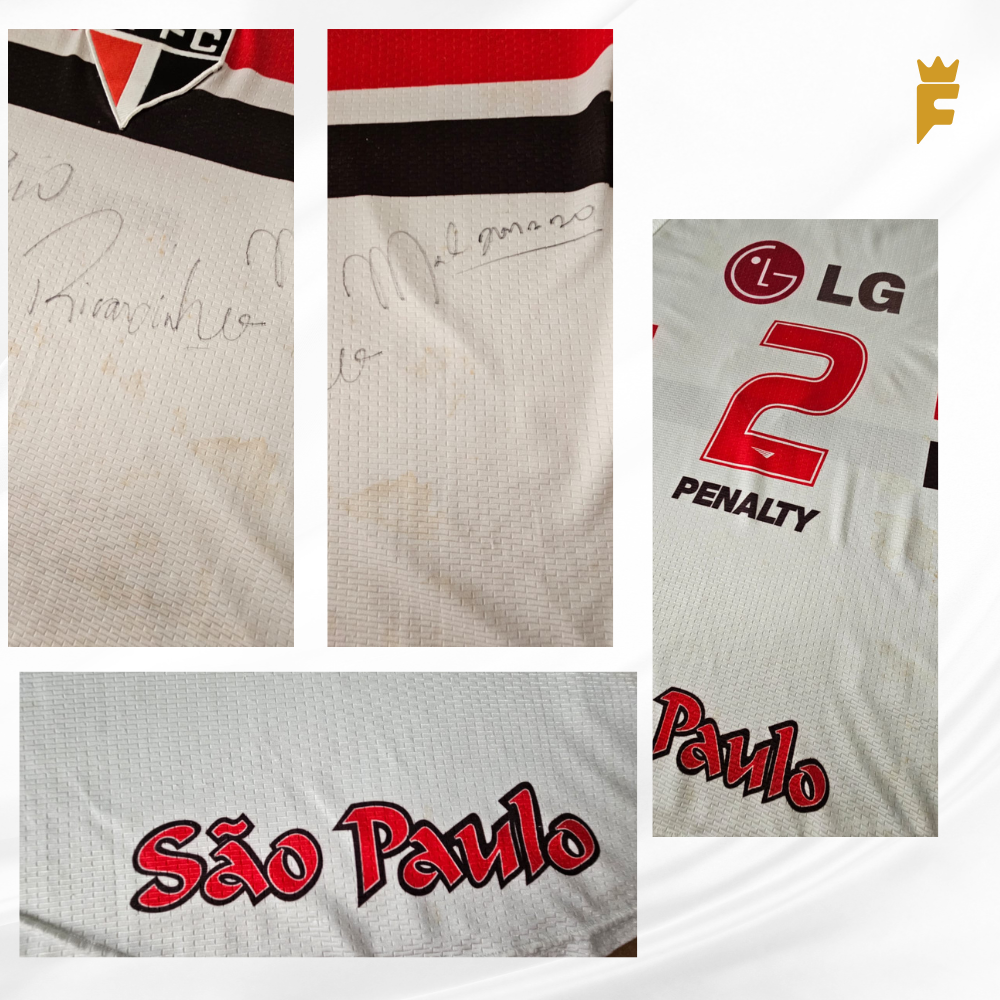 FC
Ricardinho
F
LG
2
PENALTY
Paulo
São Paulo